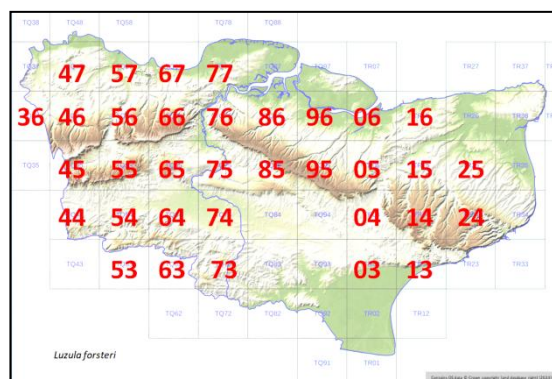 TQ38 TQ48 TQ58 TQ78 TQ88
47 57 67 77 TR07 TR27 TR37
36 46 56 66 76 86 96 06 16
TQ35 45 55 65 75 85 95 05 15 25
44 54 64 74 TQ84 TQ94 04 14 24
TQ43 53 63 73 03 13 TR23 TR33
TQ62 TQ72 TQ82 TQ92 TR02 TR12
TQ91 TR01
Luzula forsteri